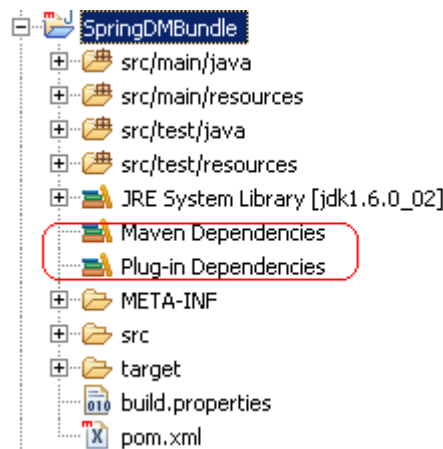 SpringDMBundle
src/main/java
src/main/resources
src/test/java
src/test/resources
JRE System Library [jdk1.6.0_02]
Maven Dependencies
Plug-in Dependencies
META-INF
src
target
build.properties
pom.xml